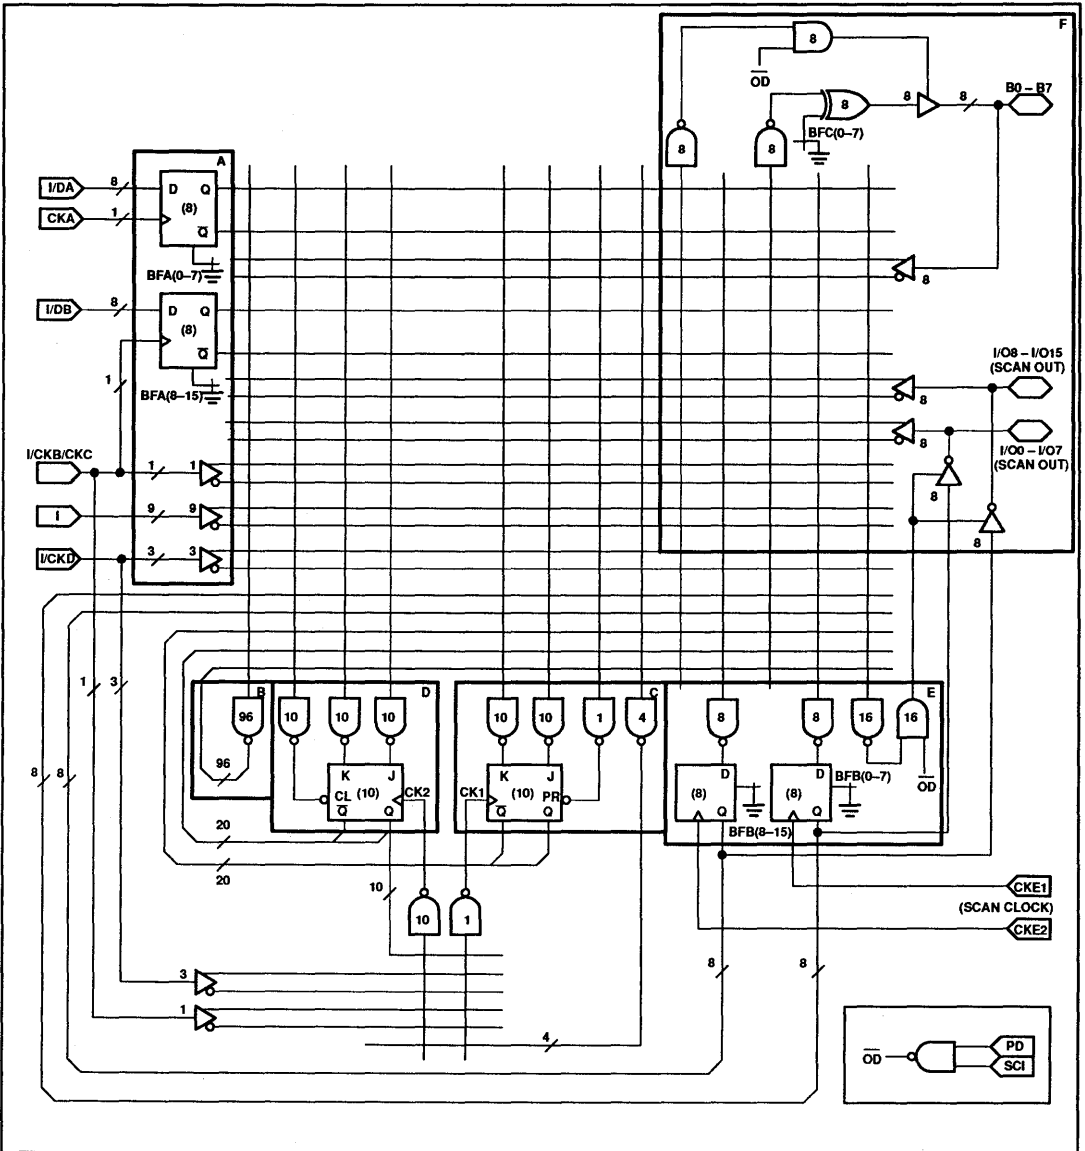 F
8
OD
B0 – B7
8
8
8
BFC(0–7)
8
8
A
I/DA
8
D Q
(8)
CKA
1
Q
BFA(0–7)
8
I/DB
8
D Q
(8)
Q
1
BFA(8–15)
I/O8 – I/O15
(SCAN OUT)
8
I/O0 – I/O7
(SCAN OUT)
8
I/CKB/CKC
1 1
8
I
9 9
8
I/CKD
3 3
1 3
B
D
C
E
96
10
10
10
10
10
1
4
8
8
16
16
96
8 8
K J
(10)
CL
CK2
Q Q
K J
CK1
(10)
PR
Q Q
D
(8)
Q
D
(8)
Q
BFB(0–7)
OD
BFB(8–15)
20
20
10
10
1
CKE1
(SCAN CLOCK)
CKE2
3
8
8
1
4
OD
PD
SCI